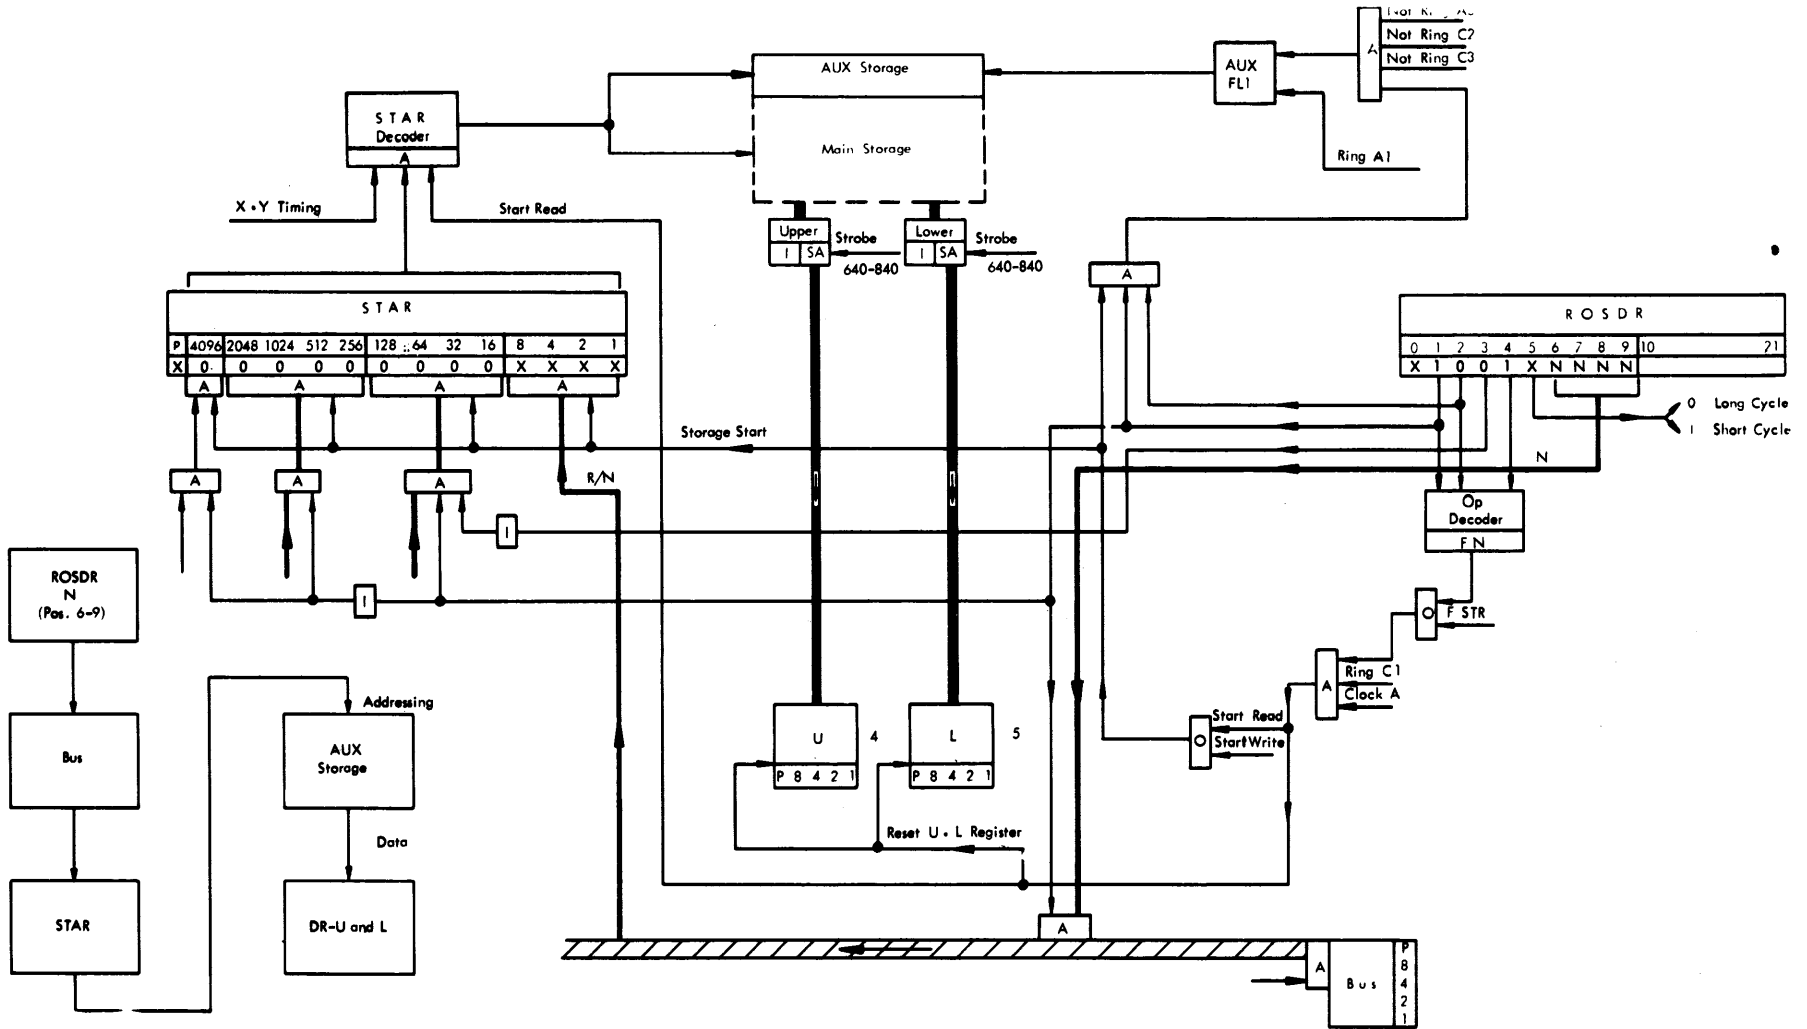 Not Ring C2
Not Ring C3
A
AUX
FL1
Ring A1
AUX Storage
Main Storage
STAR
Decoder
A
X • Y Timing
Start Read
Upper
I SA
Strobe
640-840
Lower
I SA
Strobe
640-840
A
STAR
P 4096 2048 1024 512 256 128 64 32 16 8 4 2 1
X 0 0 0 0 0 0 0 0 0 X X X X
A A A A
ROSDR
0 1 2 3 4 5 6 7 8 9 10 21
X 1 0 0 1 X N N N N
0 Long Cycle
1 Short Cycle
Storage Start
N
A A A
R/N
I
I
Op
Decoder
FN
O
F STR
A
Ring C1
Clock A
O
Start Read
Start Write
ROSDR
N
(Pos. 6-9)
Bus
STAR
Addressing
AUX
Storage
Data
DR-U and L
U 4
P 8 4 2 1
L 5
P 8 4 2 1
Reset U • L Register
A
A
Bus
P
8
4
2
1